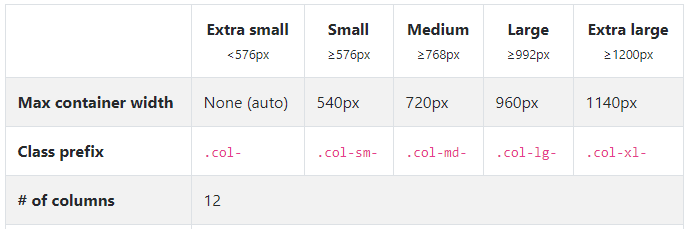 Extra small Small Medium Large Extra large
<576px ≥576px ≥768px ≥992px ≥1200px
Max container width None (auto) 540px 720px 960px 1140px
Class prefix .col- .col-sm- .col-md- .col-lg- .col-xl-
# of columns 12